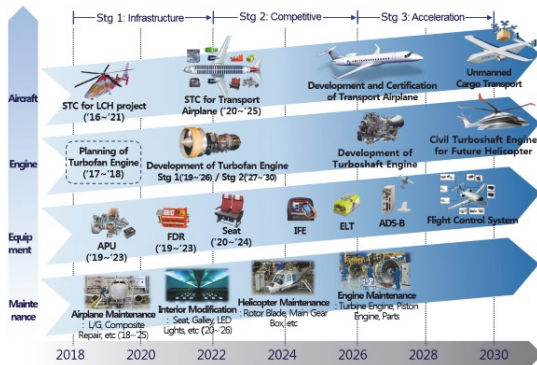 Stg 1: Infrastructure
Stg 2: Competitive
Stg 3: Acceleration
Aircraft
STC for LCH project
('16~'21)
STC for Transport
Airplane ('20~'25)
Development and Certification
of Transport Airplane
Unmanned
Cargo Transport
Engine
Planning of
Turbofan Engine
('17~'18)
Development of Turbofan Engine
Stg 1('19~'26) / Stg 2('27~'30)
Development of
Turboshaft Engine
Civil Turboshaft Engine
for Future Helicopter
Equip
ment
APU
('19~'23)
FDR
('19~'23)
Seat
('20~'24)
IFE
ELT
ADS-B
Flight Control System
Mainte
nance
Airplane Maintenance
: L/G, Composite
Repair, etc ('18~'25)
Interior Modification
: Seat, Galley, LED
Lights, etc ('20~'26)
Helicopter Maintenance
: Rotor Blade, Main Gear
Box, etc
Engine Maintenance
: Turbine Engine, Piston
Engine, Parts
2018
2020
2022
2024
2026
2028
2030